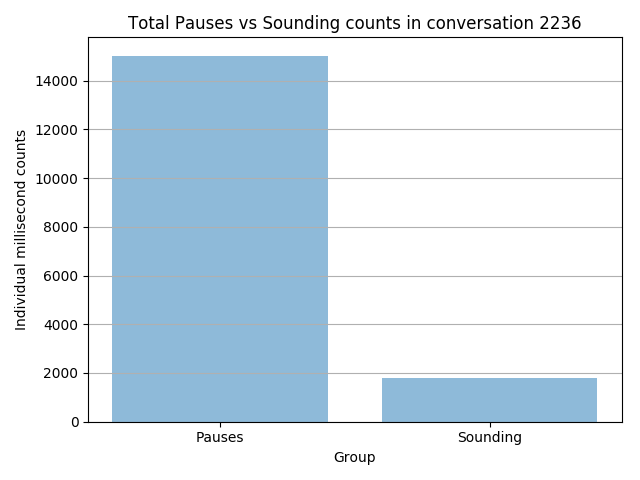 Total Pauses vs Sounding counts in conversation 2236
Individual millisecond counts
14000
12000
10000
8000
6000
4000
2000
0
Pauses
Sounding
Group